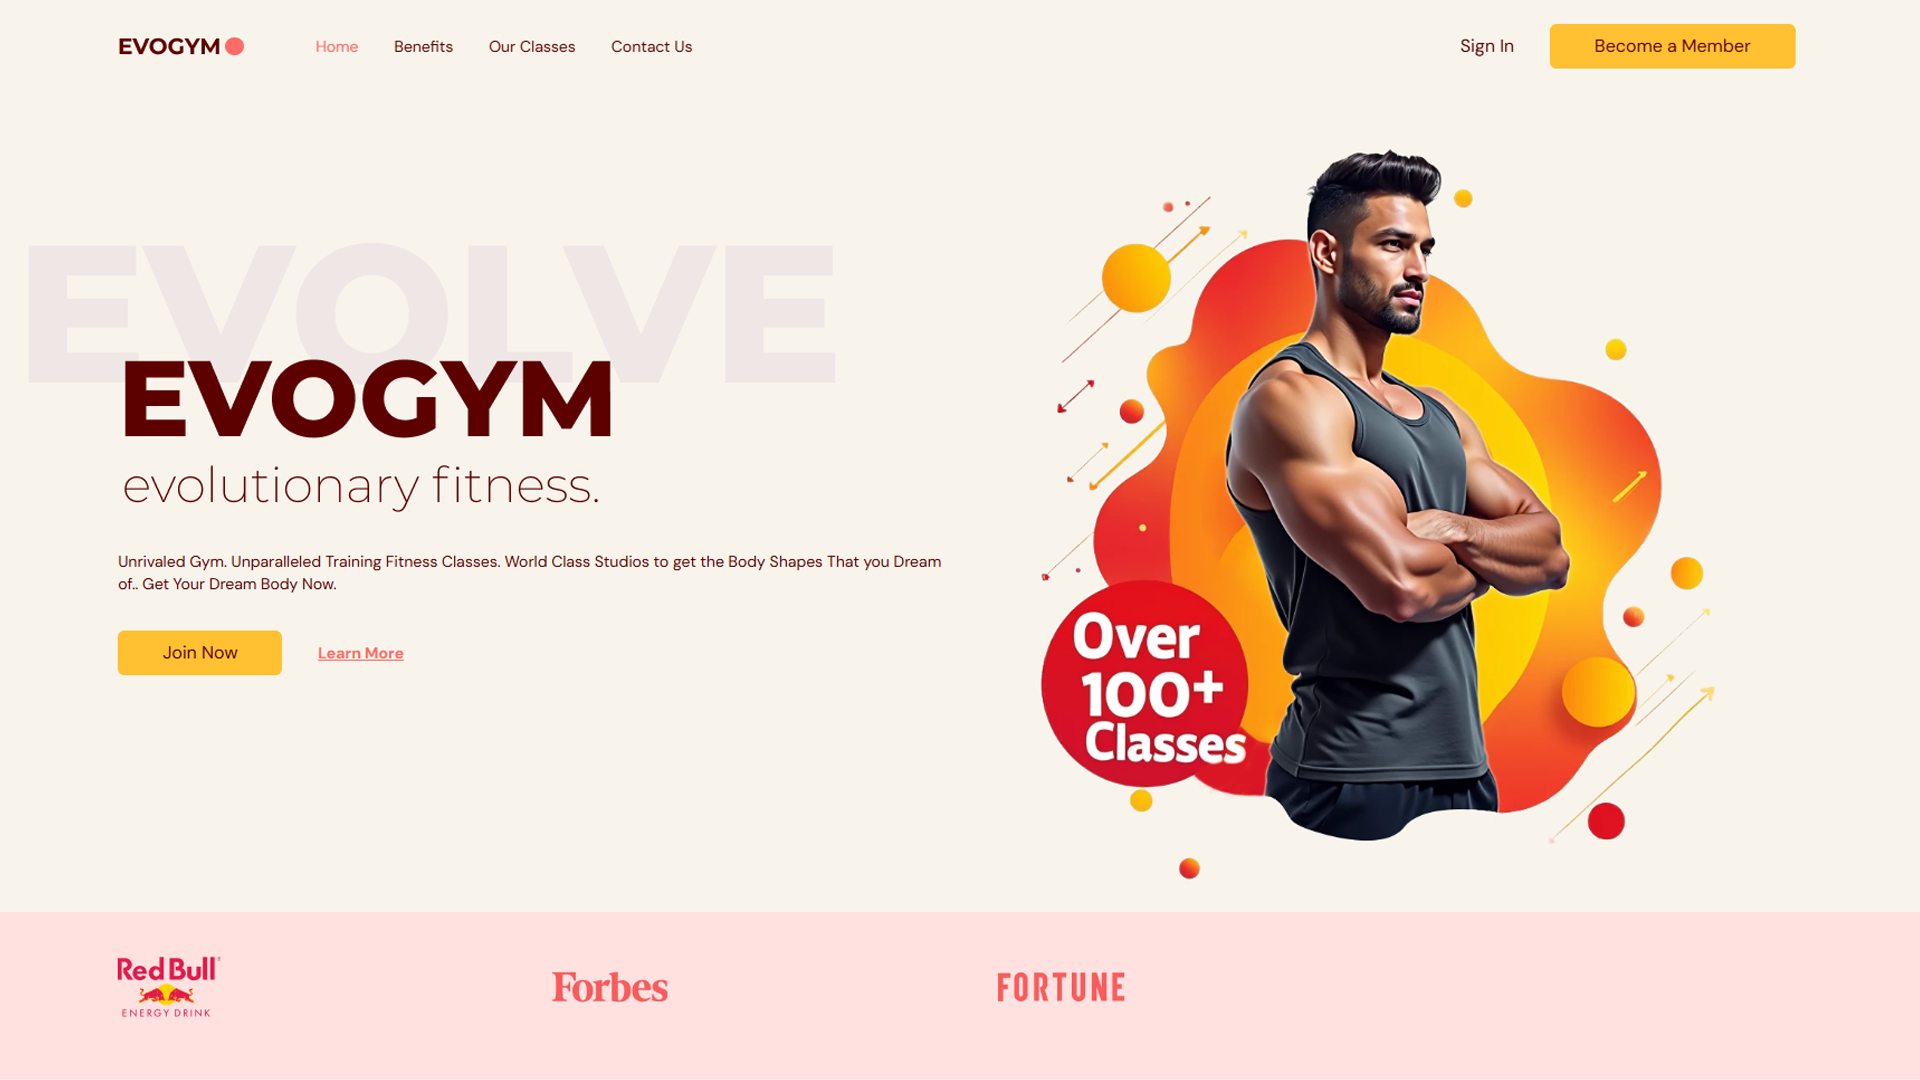 EVOGYM
Home
Benefits
Our Classes
Contact Us
Sign In
Become a Member
EVOLVE
EVOGYM
evolutionary fitness.
Unrivaled Gym. Unparalleled Training Fitness Classes. World Class Studios to get the Body Shapes That you Dream
of.. Get Your Dream Body Now.
Join Now
Learn More
Over
100+
Classes
Red Bull
ENERGY DRINK
Forbes
FORTUNE